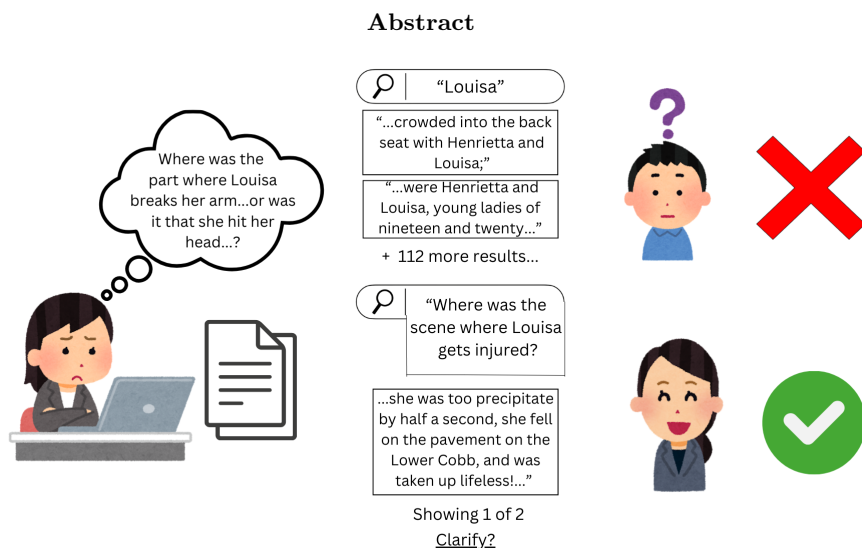 Abstract
Where was the
part where Louisa
breaks her arm...or was
it that she hit her
head...?
“Louisa”
“...crowded into the back
seat with Henrietta and
Louisa;”
“...were Henrietta and
Louisa, young ladies of
nineteen and twenty...”
+ 112 more results...
“Where was the
scene where Louisa
gets injured?
...she was too precipitate
by half a second, she fell
on the pavement on the
Lower Cobb, and was
taken up lifeless!...”
Showing 1 of 2
Clarify?
?